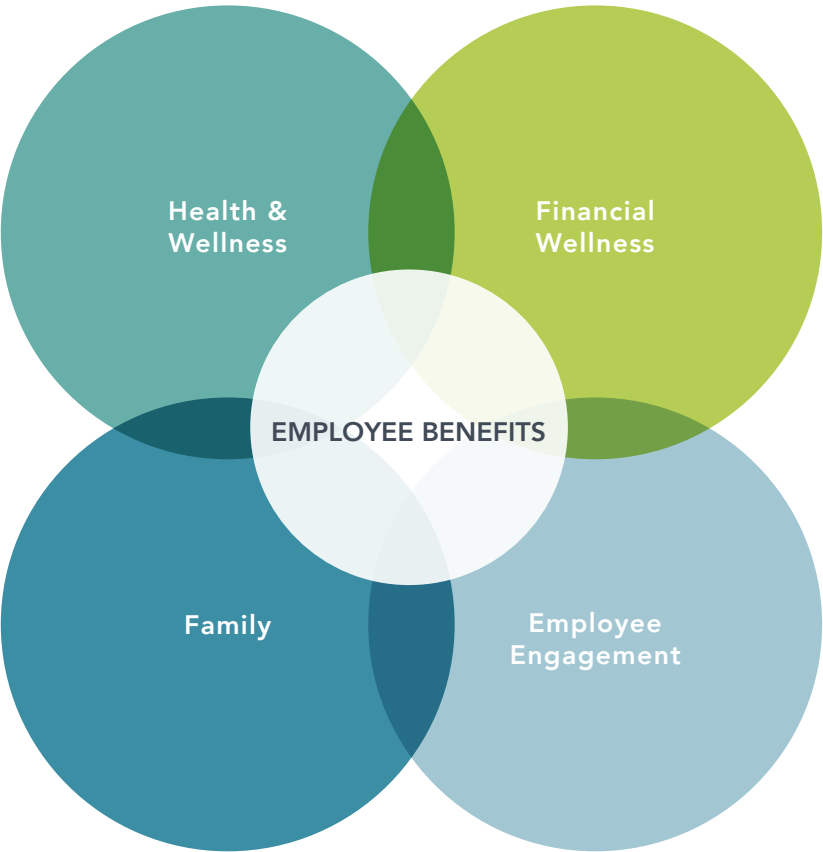 Health &
Wellness
Financial
Wellness
EMPLOYEE BENEFITS
Family
Employee
Engagement